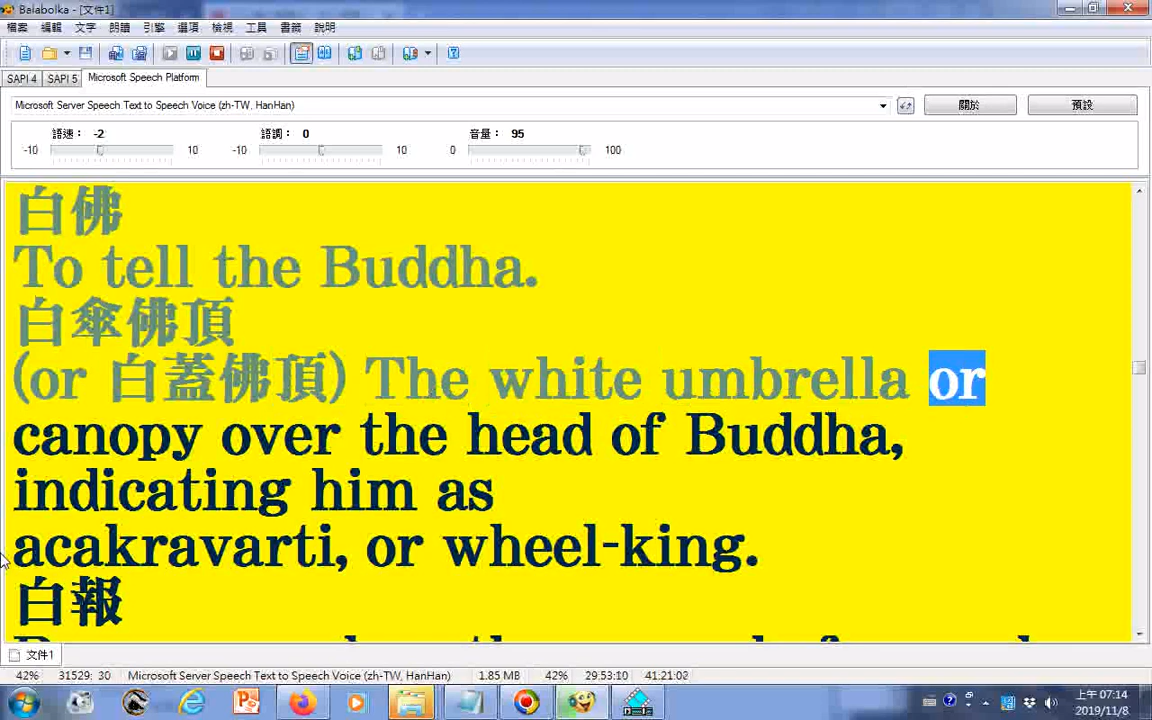 Balabolka - [文件1]
檔案 編輯 文字 朗讀 引擎 選項 檢視 工具 書籤 說明
SAPI 4 SAPI 5 Microsoft Speech Platform
Microsoft Server Speech Text to Speech Voice (zh-TW, HanHan) 關於 預設
語速： -2 語調： 0 音量： 95
-10 10 -10 10 0 100
白佛
To tell the Buddha.
白傘佛頂
(or 白蓋佛頂) The white umbrella or
canopy over the head of Buddha,
indicating him as
acakravarti, or wheel-king.
白報
文件1
42% 31529: 30 Microsoft Server Speech Text to Speech Voice (zh-TW, HanHan) 1.85 MB 42% 29:53:10 41:21:02
上午 07:14
2019/11/8